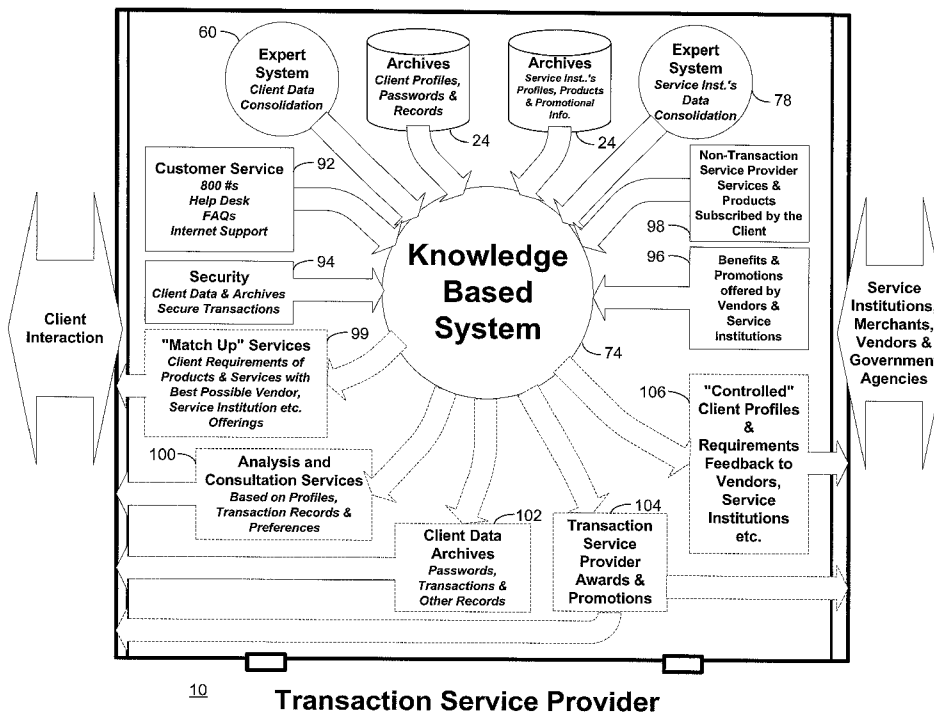 60
Expert
System
Client Data
Consolidation
Archives
Client Profiles,
Passwords &
Records
24
Archives
Service Inst..'s
Profiles, Products
& Promotional
Info.
24
Expert
System
Service Inst.'s
Data
Consolidation
78
92
Customer Service
800 #s
Help Desk
FAQs
Internet Support
Non-Transaction
Service Provider
Services &
Products
Subscribed by the
Client
98
94
Security
Client Data & Archives
Secure Transactions
96
Benefits &
Promotions
offered by
Vendors &
Service
Institutions
Knowledge
Based
System
74
Client
Interaction
Service
Institutions,
Merchants,
Vendors &
Government
Agencies
99
"Match Up" Services
Client Requirements of
Products & Services with
Best Possible Vendor,
Service Institution etc.
Offerings
106
"Controlled"
Client Profiles
&
Requirements
Feedback to
Vendors,
Service
Institutions
etc.
100
Analysis and
Consultation Services
Based on Profiles,
Transaction Records &
Preferences
102
Client Data
Archives
Passwords,
Transactions &
Other Records
104
Transaction
Service
Provider
Awards &
Promotions
10
Transaction Service Provider